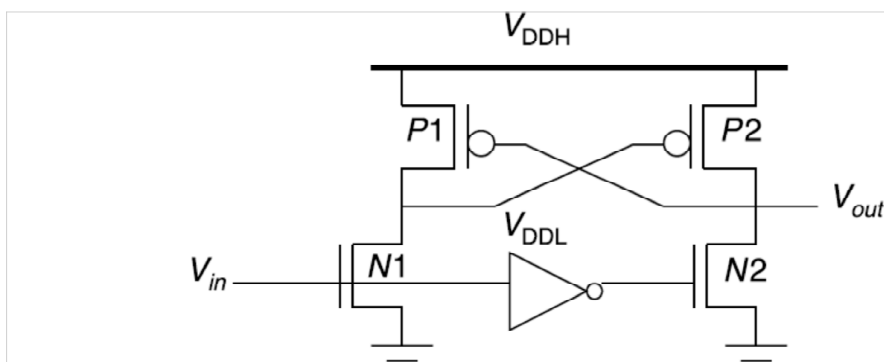 V_DDH
P1
P2
V_out
V_DDL
V_in
N1
N2